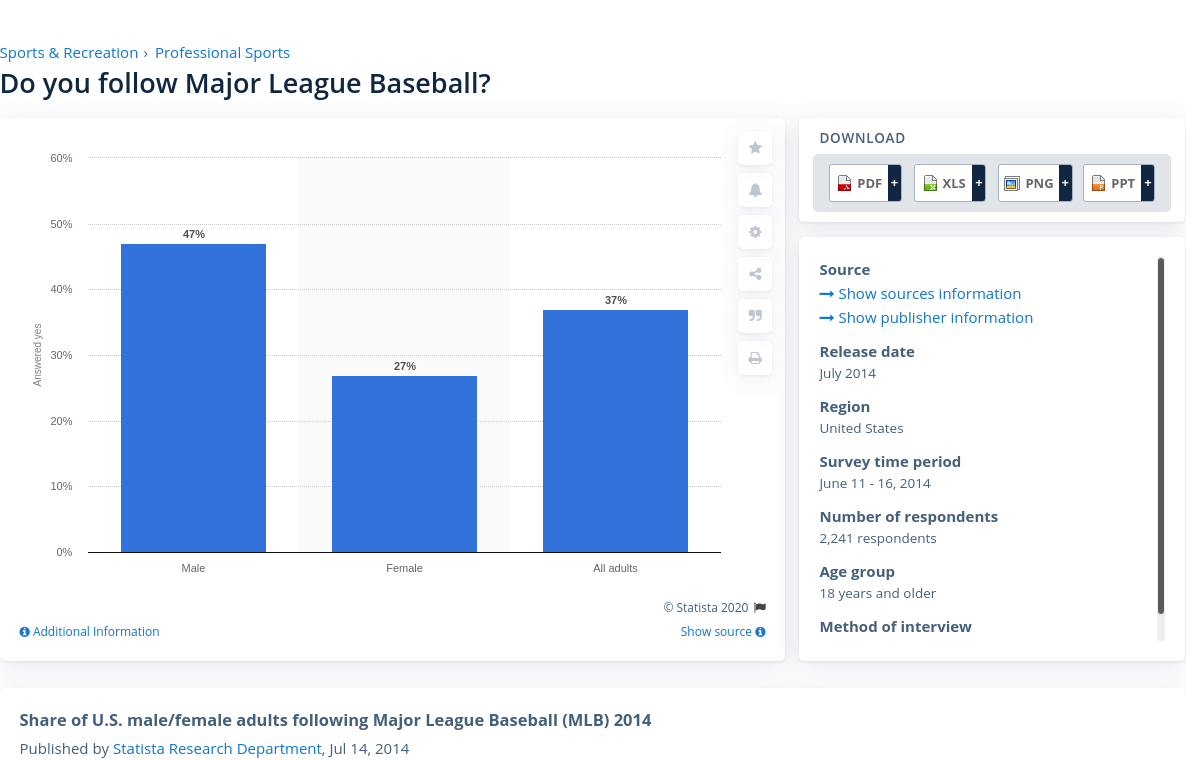 Sports & Recreation › Professional Sports
Do you follow Major League Baseball?
60%
50%
40%
30%
20%
10%
0%
Answered yes
47%
27%
37%
Male Female All adults
© Statista 2020
Additional Information
Show source
DOWNLOAD
PDF + XLS + PNG + PPT +
Source
Show sources information
Show publisher information
Release date
July 2014
Region
United States
Survey time period
June 11 - 16, 2014
Number of respondents
2,241 respondents
Age group
18 years and older
Method of interview
Share of U.S. male/female adults following Major League Baseball (MLB) 2014
Published by Statista Research Department, Jul 14, 2014